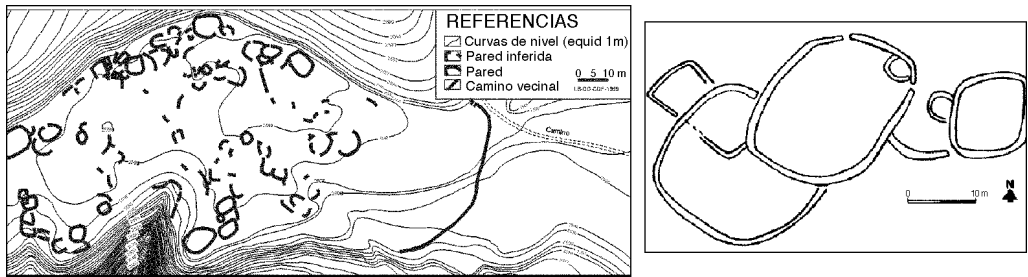 REFERENCIAS
Curvas de nivel (equid 1m)
Pared inferida
Pared
0 5 10 m
Camino vecinal
Camino
N
0 10 m